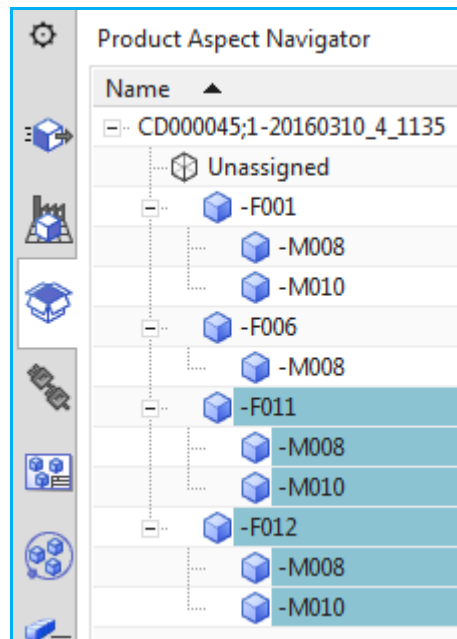 Product Aspect Navigator
Name
CD000045;1-20160310_4_1135
Unassigned
-F001
-M008
-M010
-F006
-M008
-F011
-M008
-M010
-F012
-M008
-M010